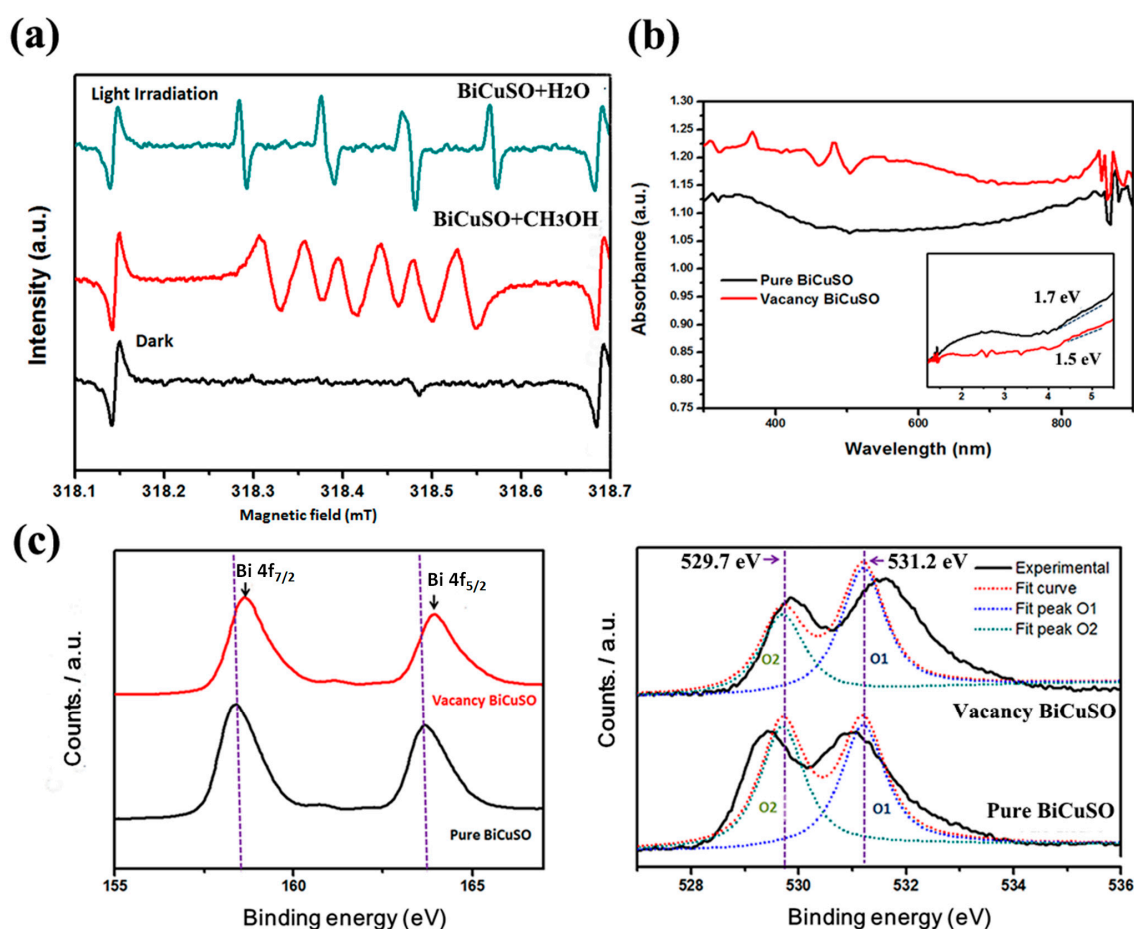 (a)
Light Irradiation
BiCuSO+H2O
BiCuSO+CH3OH
Dark
Intensity (a.u.)
318.1 318.2 318.3 318.4 318.5 318.6 318.7
Magnetic field (mT)
(b)
1.30
1.25
1.20
1.15
1.10
1.05
1.00
0.95
0.90
0.85
0.80
0.75
Absorbance (a.u.)
Pure BiCuSO
Vacancy BiCuSO
1.7 eV
1.5 eV
2 3 4 5
400 600 800
Wavelength (nm)
(c)
Bi 4f7/2
Bi 4f5/2
Vacancy BiCuSO
Pure BiCuSO
Counts. / a.u.
155 160 165
Binding energy (eV)
529.7 eV
531.2 eV
Experimental
Fit curve
Fit peak O1
Fit peak O2
O2
O1
Vacancy BiCuSO
O2
O1
Pure BiCuSO
Counts. / a.u.
528 530 532 534 536
Binding energy (eV)